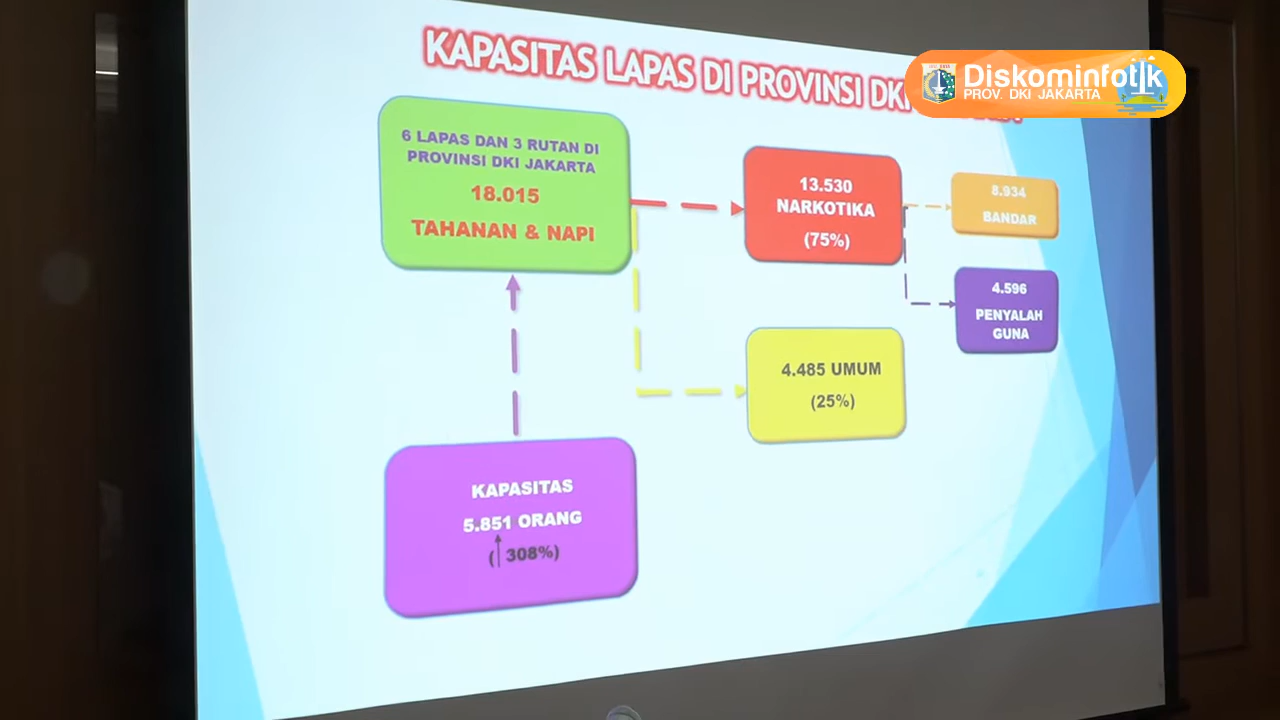 KAPASITAS LAPAS DI PROVINSI DKI
Diskominfotik
PROV. DKI JAKARTA
6 LAPAS DAN 3 RUTAN DI
PROVINSI DKI JAKARTA
18.015
TAHANAN & NAPI
13.530
NARKOTIKA
(75%)
8.934
BANDAR
4.596
PENYALAH
GUNA
4.485 UMUM
(25%)
KAPASITAS
5.851 ORANG
(↑ 308%)